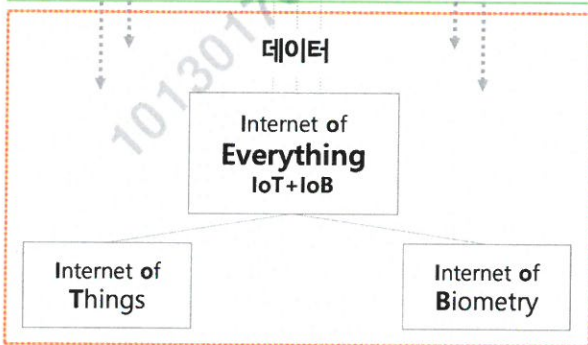 데이터
Internet of
Everything
IoT+IoB
Internet of
Things
Internet of
Biometry